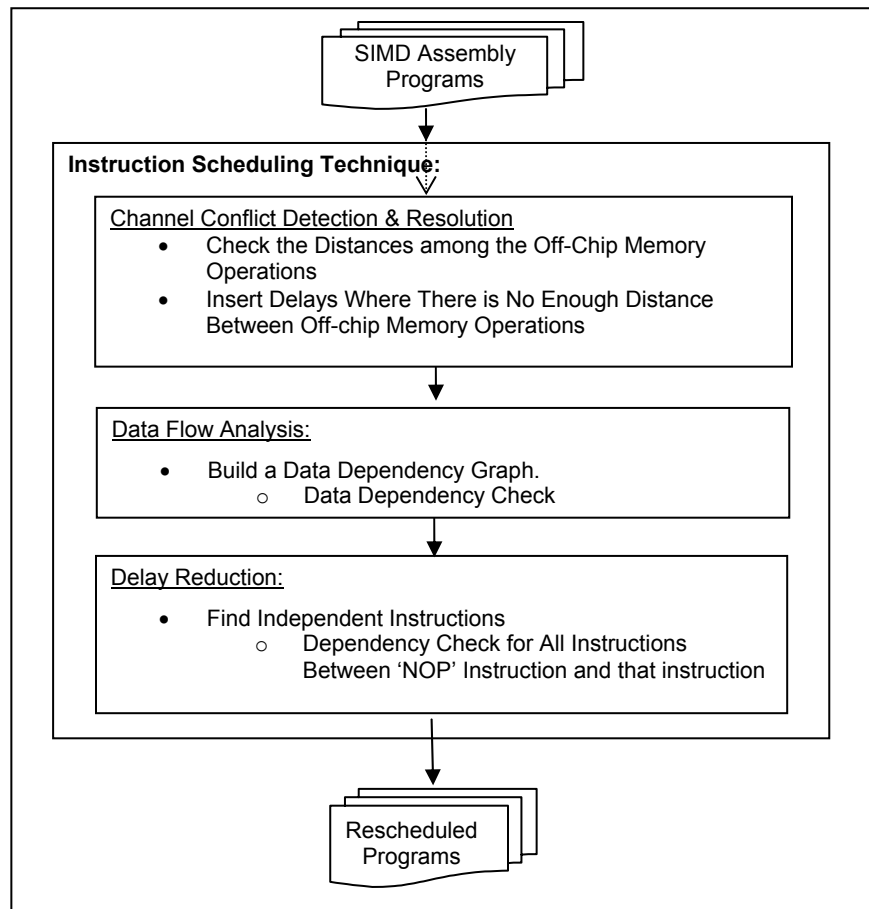 SIMD Assembly
Programs
Instruction Scheduling Technique:
Channel Conflict Detection & Resolution
• Check the Distances among the Off-Chip Memory
Operations
• Insert Delays Where There is No Enough Distance
Between Off-chip Memory Operations
Data Flow Analysis:
• Build a Data Dependency Graph.
o Data Dependency Check
Delay Reduction:
• Find Independent Instructions
o Dependency Check for All Instructions
Between ‘NOP’ Instruction and that instruction
Rescheduled
Programs